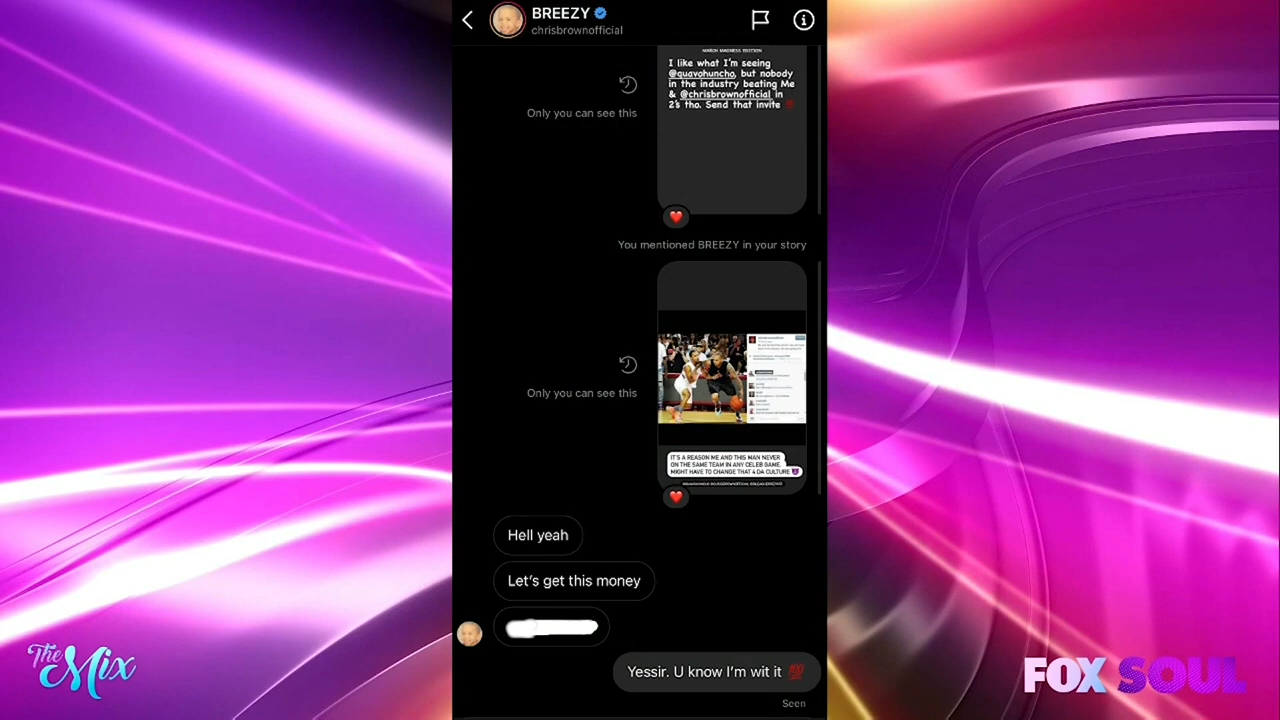 BREEZY
chrisbrownofficial
MARCH MADNESS EDITION
I like what I'm seeing
@quavohuncho, but nobody
in the industry beating Me
& @chrisbrownofficial in
2's tho. Send that invite 💯
Only you can see this
❤️
You mentioned BREEZY in your story
Only you can see this
IT'S A REASON ME AND THIS MAN NEVER
ON THE SAME TEAM IN ANY CELEB GAME.
MIGHT HAVE TO CHANGE THAT 4 DA CULTURE 😈
❤️
Hell yeah
Let's get this money
Yessir. U know I'm wit it 💯
Seen
The Mix
FOX SOUL